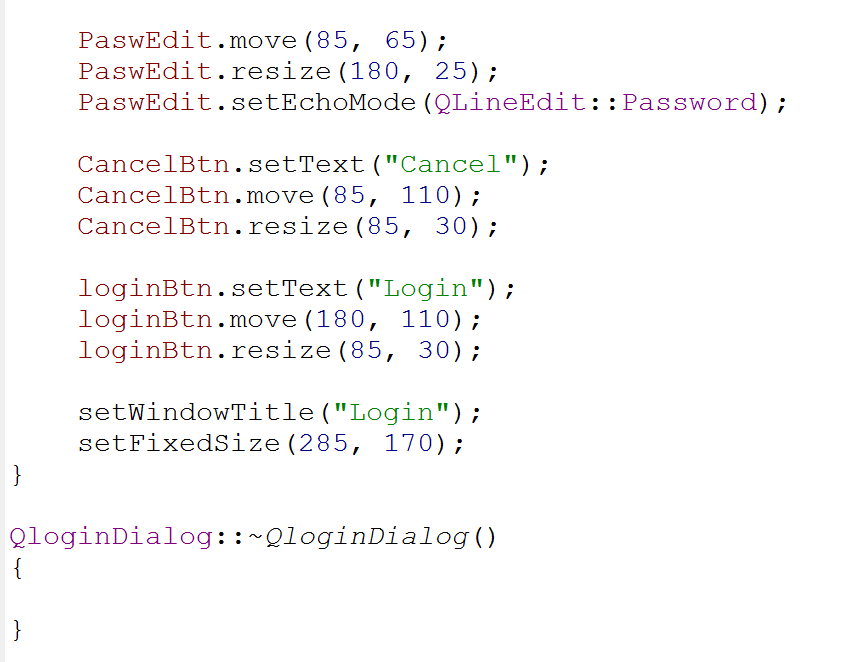 PaswEdit.move(85, 65);
PaswEdit.resize(180, 25);
PaswEdit.setEchoMode(QLineEdit::Password);
CancelBtn.setText("Cancel");
CancelBtn.move(85, 110);
CancelBtn.resize(85, 30);
loginBtn.setText("Login");
loginBtn.move(180, 110);
loginBtn.resize(85, 30);
setWindowTitle("Login");
setFixedSize(285, 170);
}
QloginDialog::~QloginDialog()
{
}